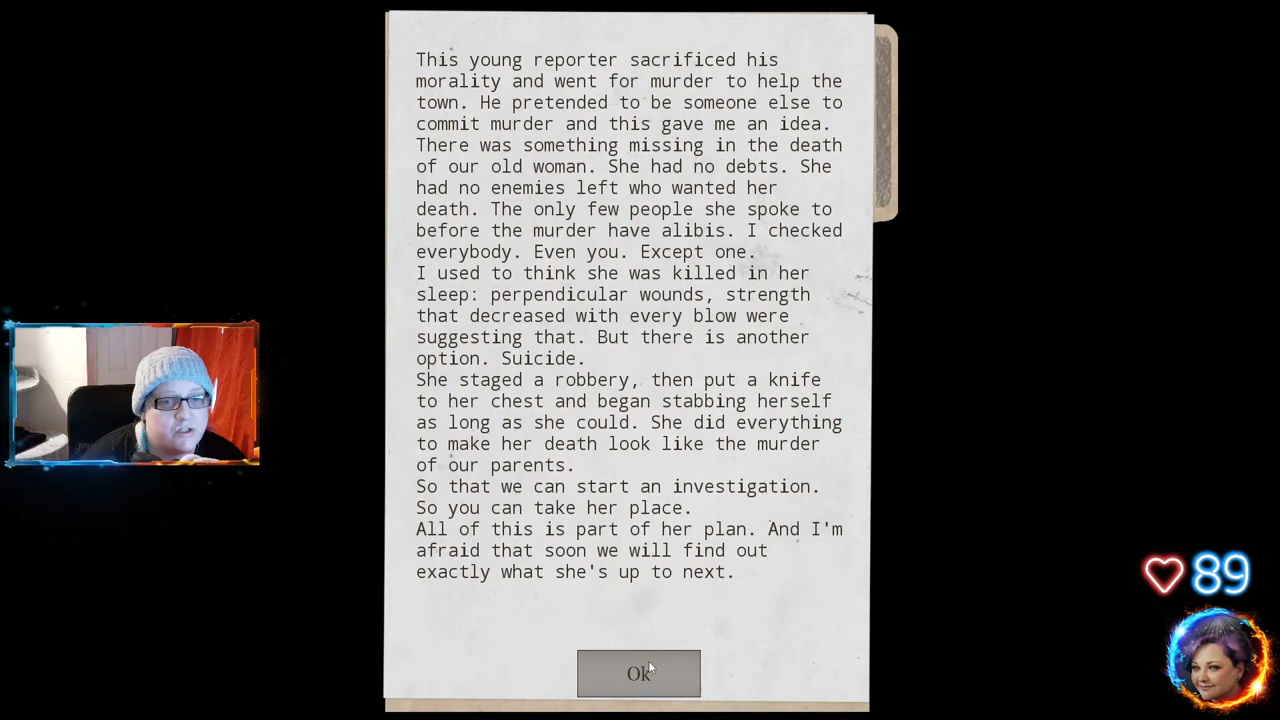 This young reporter sacrificed his
morality and went for murder to help the
town. He pretended to be someone else to
commit murder and this gave me an idea.
There was something missing in the death
of our old woman. She had no debts. She
had no enemies left who wanted her
death. The only few people she spoke to
before the murder have alibis. I checked
everybody. Even you. Except one.
I used to think she was killed in her
sleep: perpendicular wounds, strength
that decreased with every blow were
suggesting that. But there is another
option. Suicide.
She staged a robbery, then put a knife
to her chest and began stabbing herself
as long as she could. She did everything
to make her death look like the murder
of our parents.
So that we can start an investigation.
So you can take her place.
All of this is part of her plan. And I'm
afraid that soon we will find out
exactly what she's up to next.
Ok
89